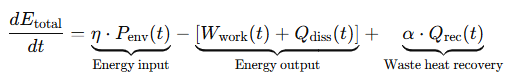 dE_total/dt = η · P_env(t) − [W_work(t) + Q_diss(t)] + α · Q_rec(t)
Energy input Energy output Waste heat recovery